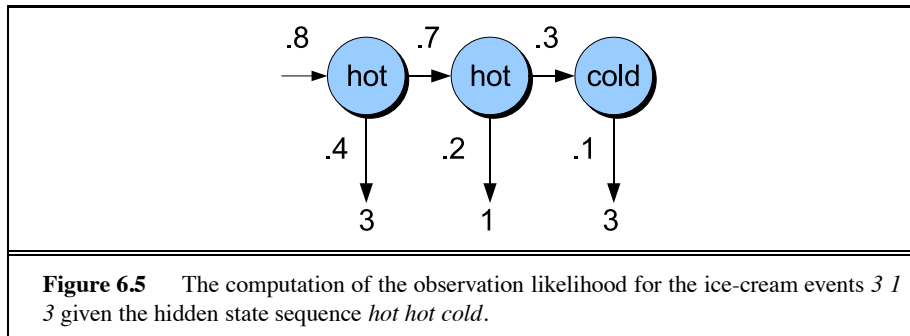 .8 .7 .3
hot hot cold
.4 .2 .1
3 1 3
Figure 6.5 The computation of the observation likelihood for the ice-cream events 3 1
3 given the hidden state sequence hot hot cold.